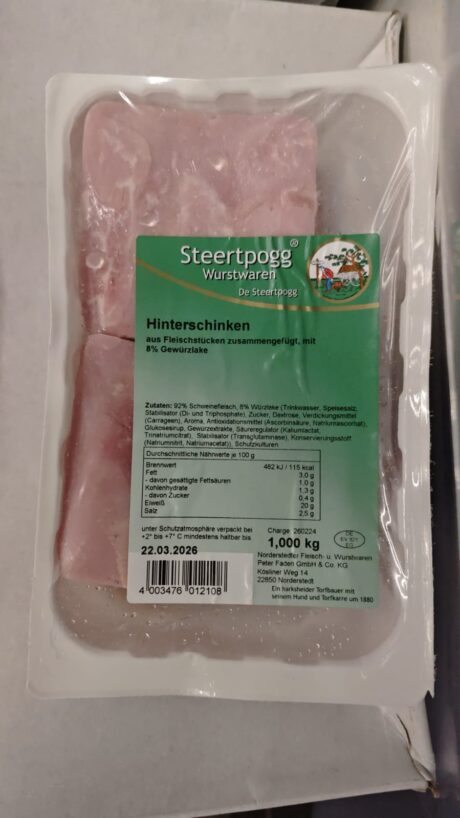 Steertpogg®
Wurstwaren
De Steertpogg
Hinterschinken
aus Fleischstücken zusammengefügt, mit
8% Gewürzlake
Zutaten: 92% Schweinefleisch, 8% Würzlake (Trinkwasser, Speisesalz,
Stabilisator (Di- und Triphosphate), Zucker, Dextrose, Verdickungsmittel
(Carrageen), Aroma, Antioxidationsmittel (Ascorbinsäure, Natriumascorbat),
Glukosesirup, Gewürzextrakte, Säureregulator (Kaliumlactat,
Trinatriumcitrat), Stabilisator (Transglutaminase), Konservierungsstoff
(Natriumnitrit, Natriumacetat)), Schutzkulturen
Durchschnittliche Nährwerte je 100 g
Brennwert 482 kJ / 115 kcal
Fett 3,0 g
- davon gesättigte Fettsäuren 1,0 g
Kohlenhydrate 1,3 g
- davon Zucker 0,4 g
Eiweiß 20 g
Salz 2,5 g
unter Schutzatmosphäre verpackt bei
+2° bis +7° C mindestens haltbar bis
22.03.2026
Charge 260224
1,000 kg
DE
EV 321
EG
Norderstedter Fleisch- u. Wurstwaren
Peter Faden GmbH & Co. KG
Kösliner Weg 14
22850 Norderstedt
Ein harksheider Torfbauer mit
seinem Hund und Torfkarre um 1880
4 003476 012108